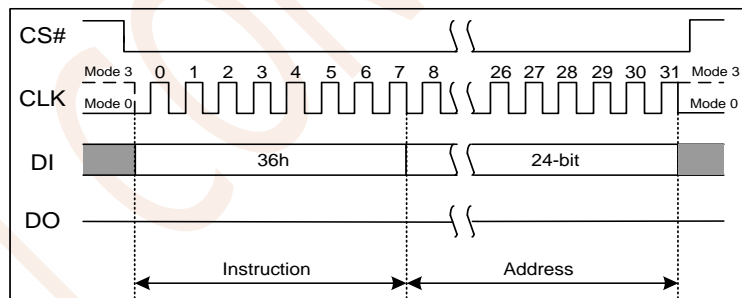 CS#
Mode 3 0 1 2 3 4 5 6 7 8 26 27 28 29 30 31 Mode 3
CLK
Mode 0 Mode 0
DI 36h 24-bit
DO
Instruction Address